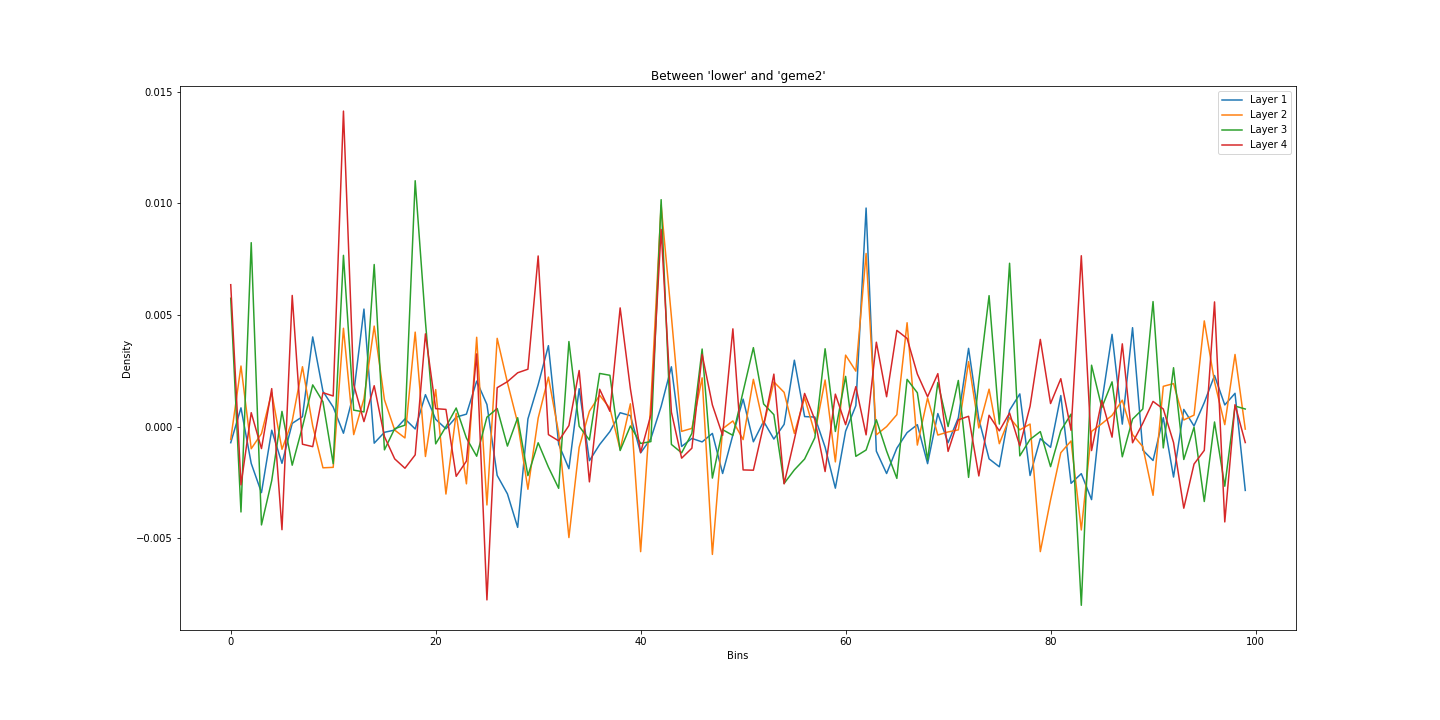 Between 'lower' and 'geme2'
Layer 1
Layer 2
Layer 3
Layer 4
0.015
0.010
0.005
0.000
−0.005
Density
0
20
40
60
80
100
Bins